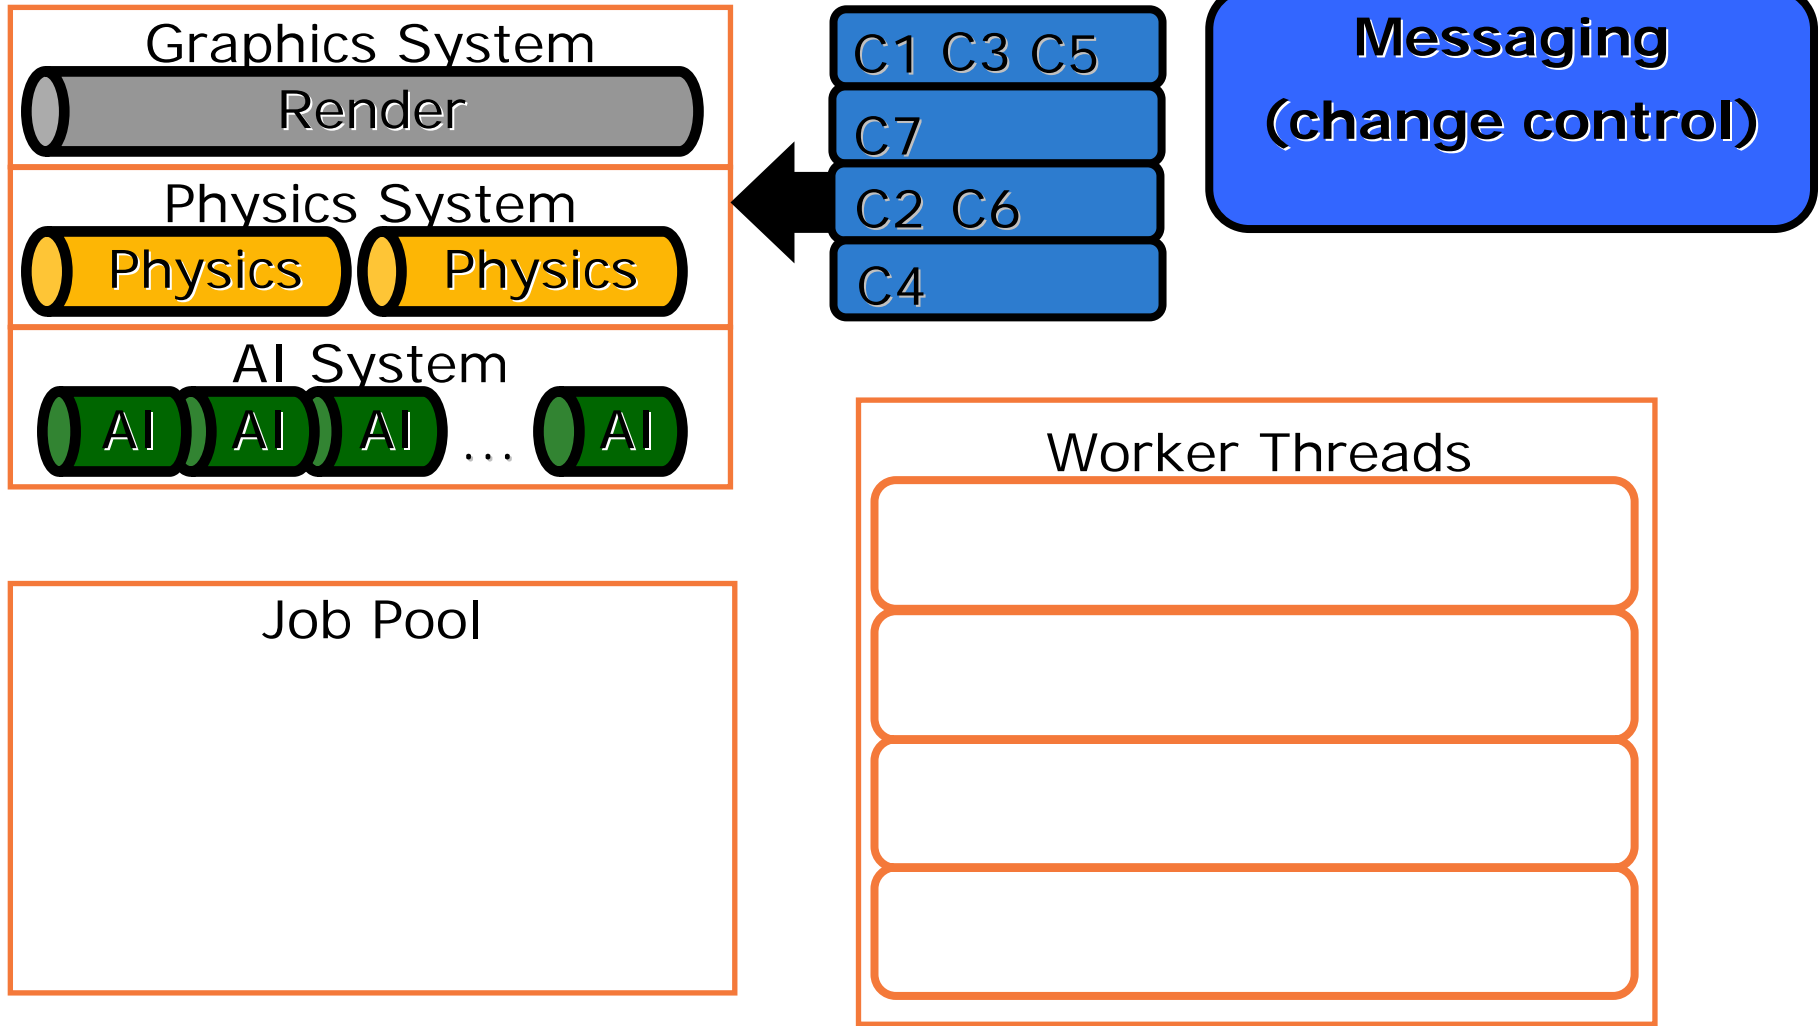 Graphics System
Render
Physics System
Physics Physics
AI System
AI AI AI ... AI
C1 C3 C5
C7
C2 C6
C4
Messaging
(change control)
Job Pool
Worker Threads